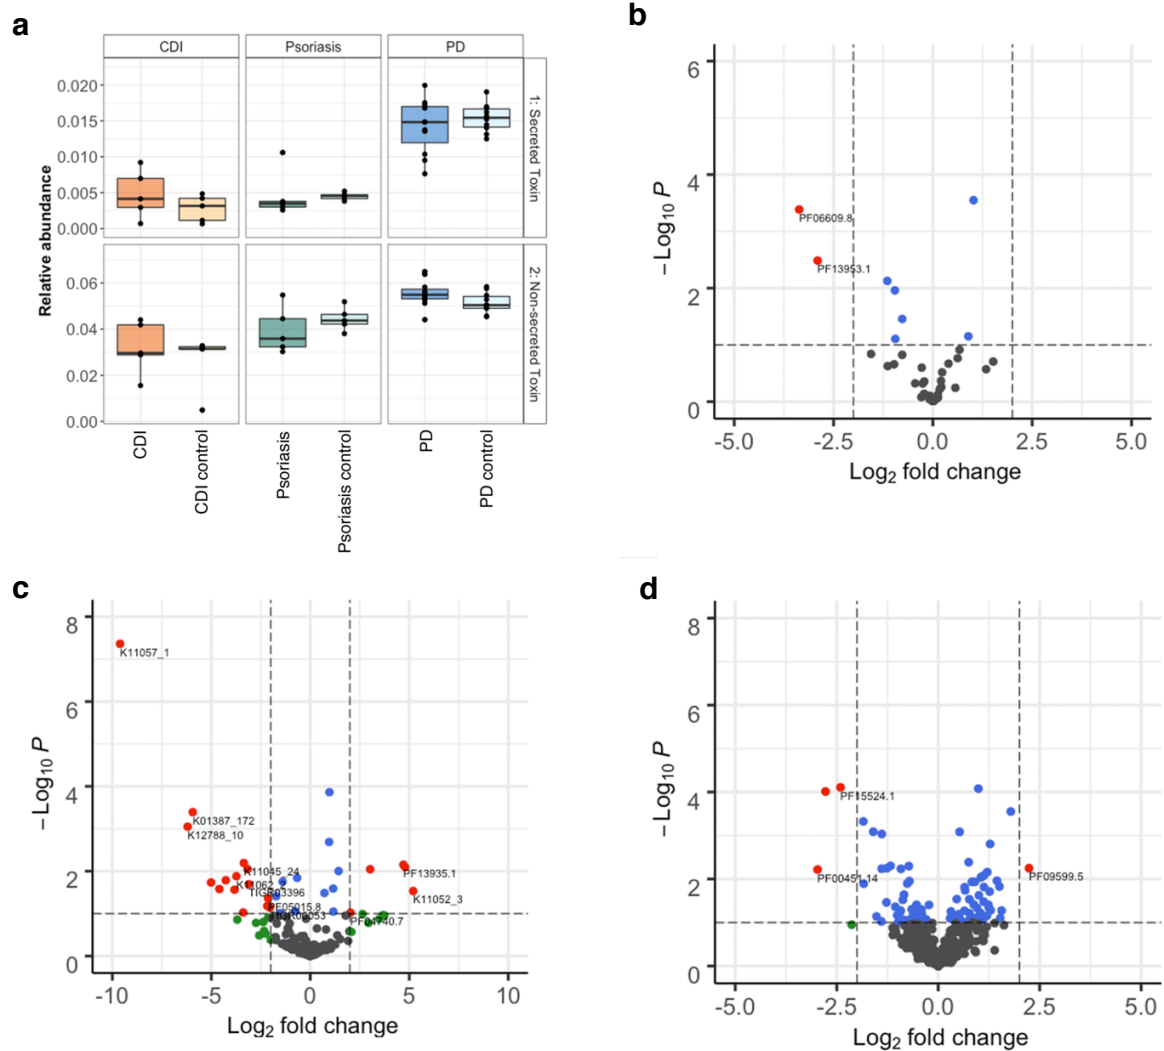 a
CDI
Psoriasis
PD
0.020
0.015
0.010
0.005
0.000
1: Secreted Toxin
Relative abundance
0.06
0.04
0.02
0.00
2: Non-secreted Toxin
CDI
CDI control
Psoriasis
Psoriasis control
PD
PD control
b
6
4
2
0
− Log10 P
PF06609.8
PF13953.1
-5.0
-2.5
0.0
2.5
5.0
Log2 fold change
c
8
6
4
2
0
− Log10 P
K11057_1
K01387_172
K12788_10
K11045_24
TIGR03396
PF05015.8
PF04740.7
PF13935.1
K11052_3
-10
-5
0
5
10
Log2 fold change
d
8
6
4
2
0
− Log10 P
PF15524.1
PF00451.14
PF09599.5
-5.0
-2.5
0.0
2.5
5.0
Log2 fold change